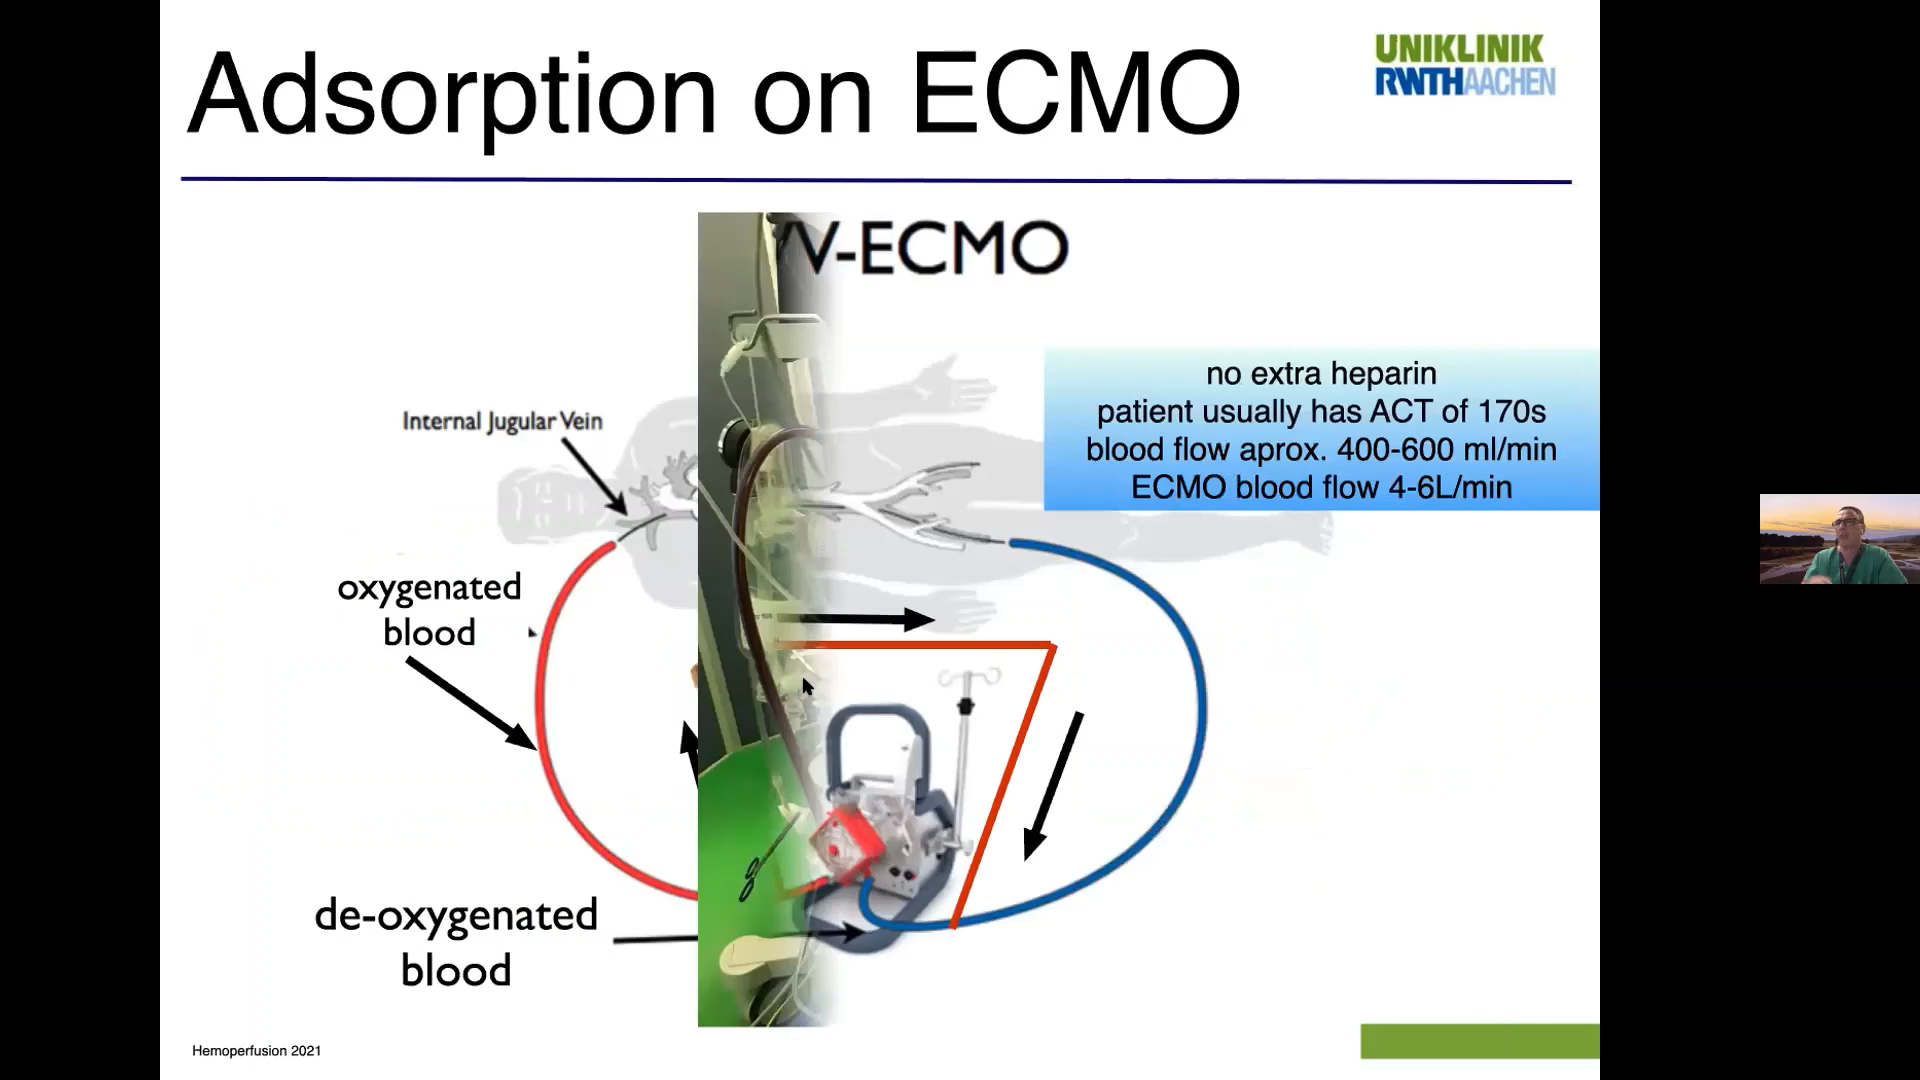 Adsorption on ECMO
UNIKLINIK
RWTHAACHEN
V-ECMO
no extra heparin
patient usually has ACT of 170s
blood flow aprox. 400-600 ml/min
ECMO blood flow 4-6L/min
Internal Jugular Vein
oxygenated
blood
de-oxygenated
blood
Hemoperfusion 2021